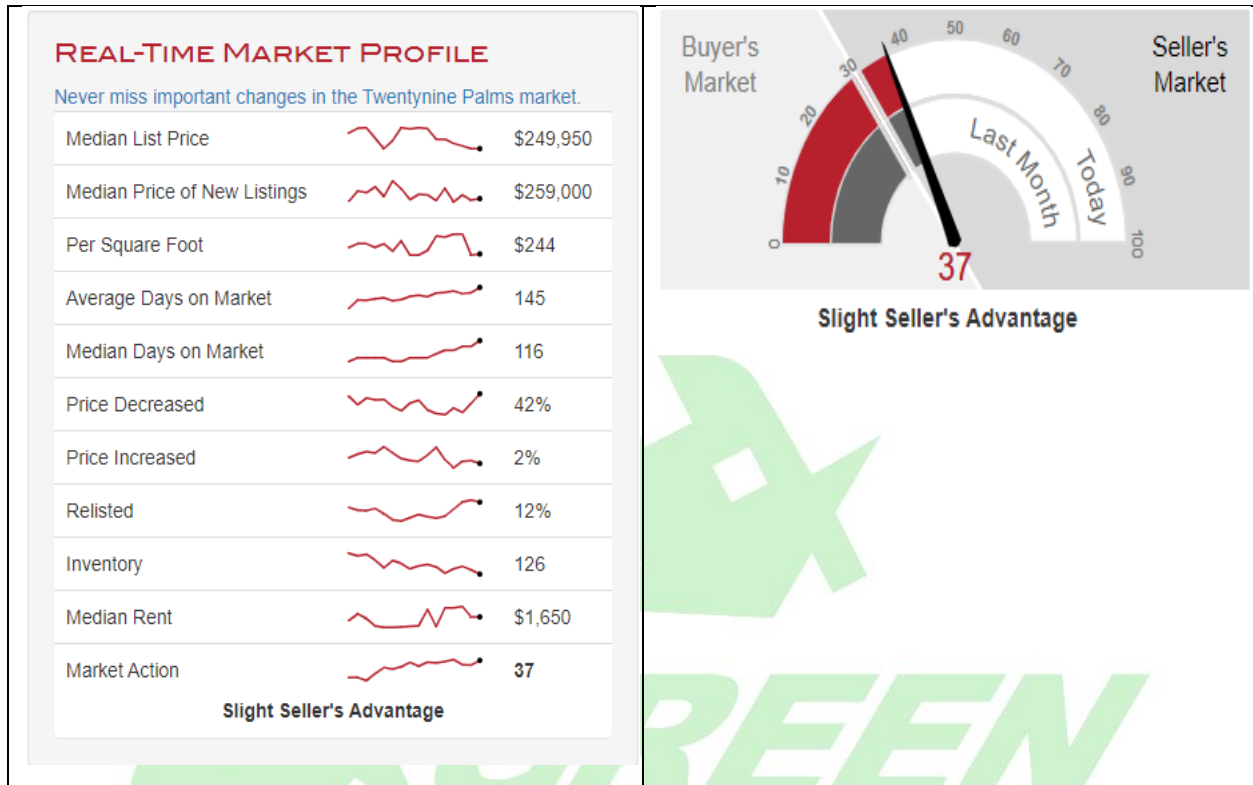 REAL-TIME MARKET PROFILE
Never miss important changes in the Twentynine Palms market.
Median List Price $249,950
Median Price of New Listings $259,000
Per Square Foot $244
Average Days on Market 145
Median Days on Market 116
Price Decreased 42%
Price Increased 2%
Relisted 12%
Inventory 126
Median Rent $1,650
Market Action 37
Slight Seller's Advantage
Buyer's
Market
Seller's
Market
0
10
20
30
40
50
60
70
80
90
100
Last Month
Today
37
Slight Seller's Advantage